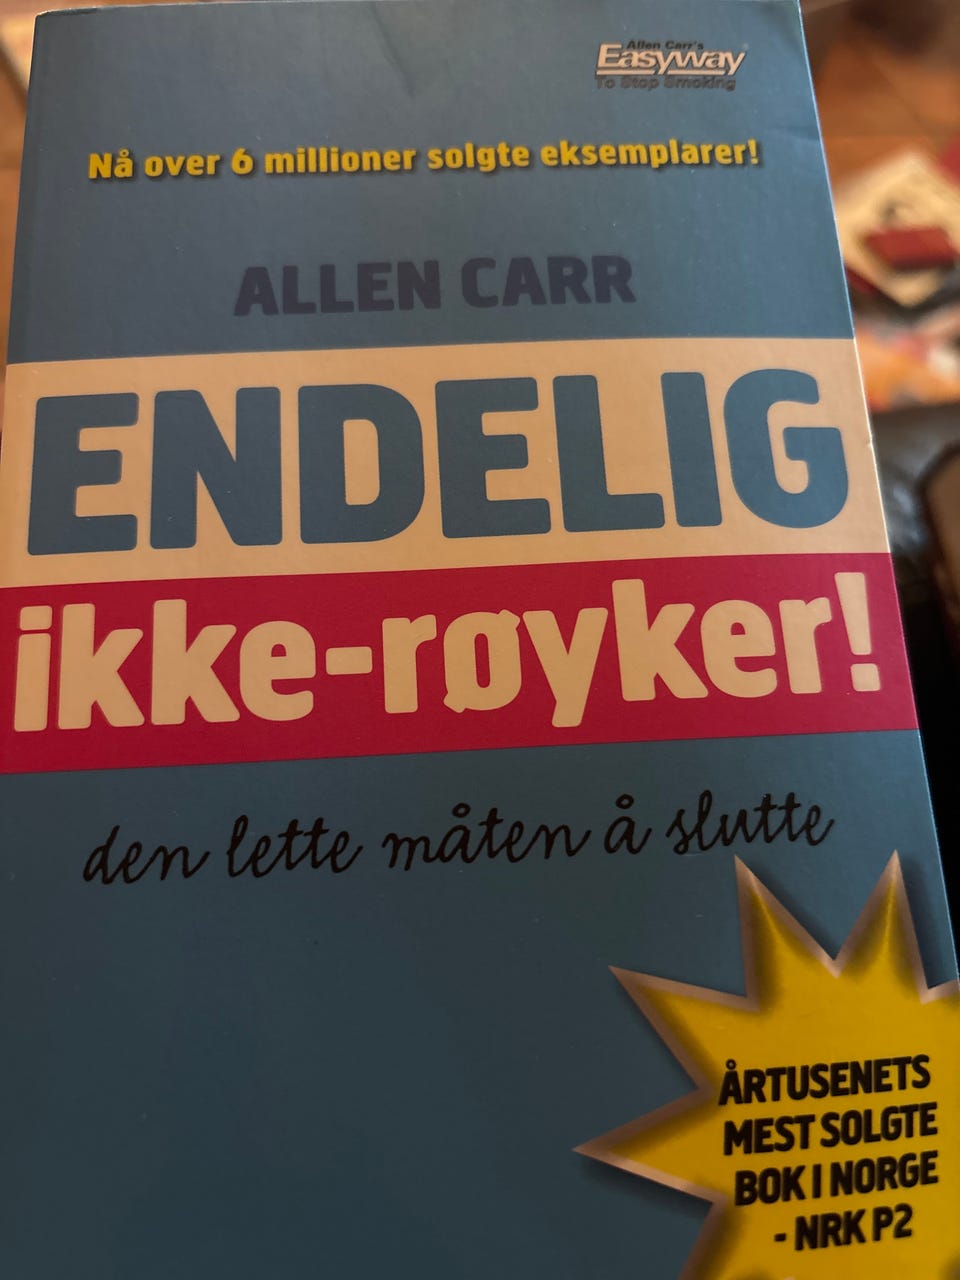 Allen Carr's
Easyway
To Stop Smoking
Nå over 6 millioner solgte eksemplarer!
ALLEN CARR
ENDELIG
ikke-røyker!
den lette måten å slutte
ÅRTUSENETS
MEST SOLGTE
BOK I NORGE
- NRK P2